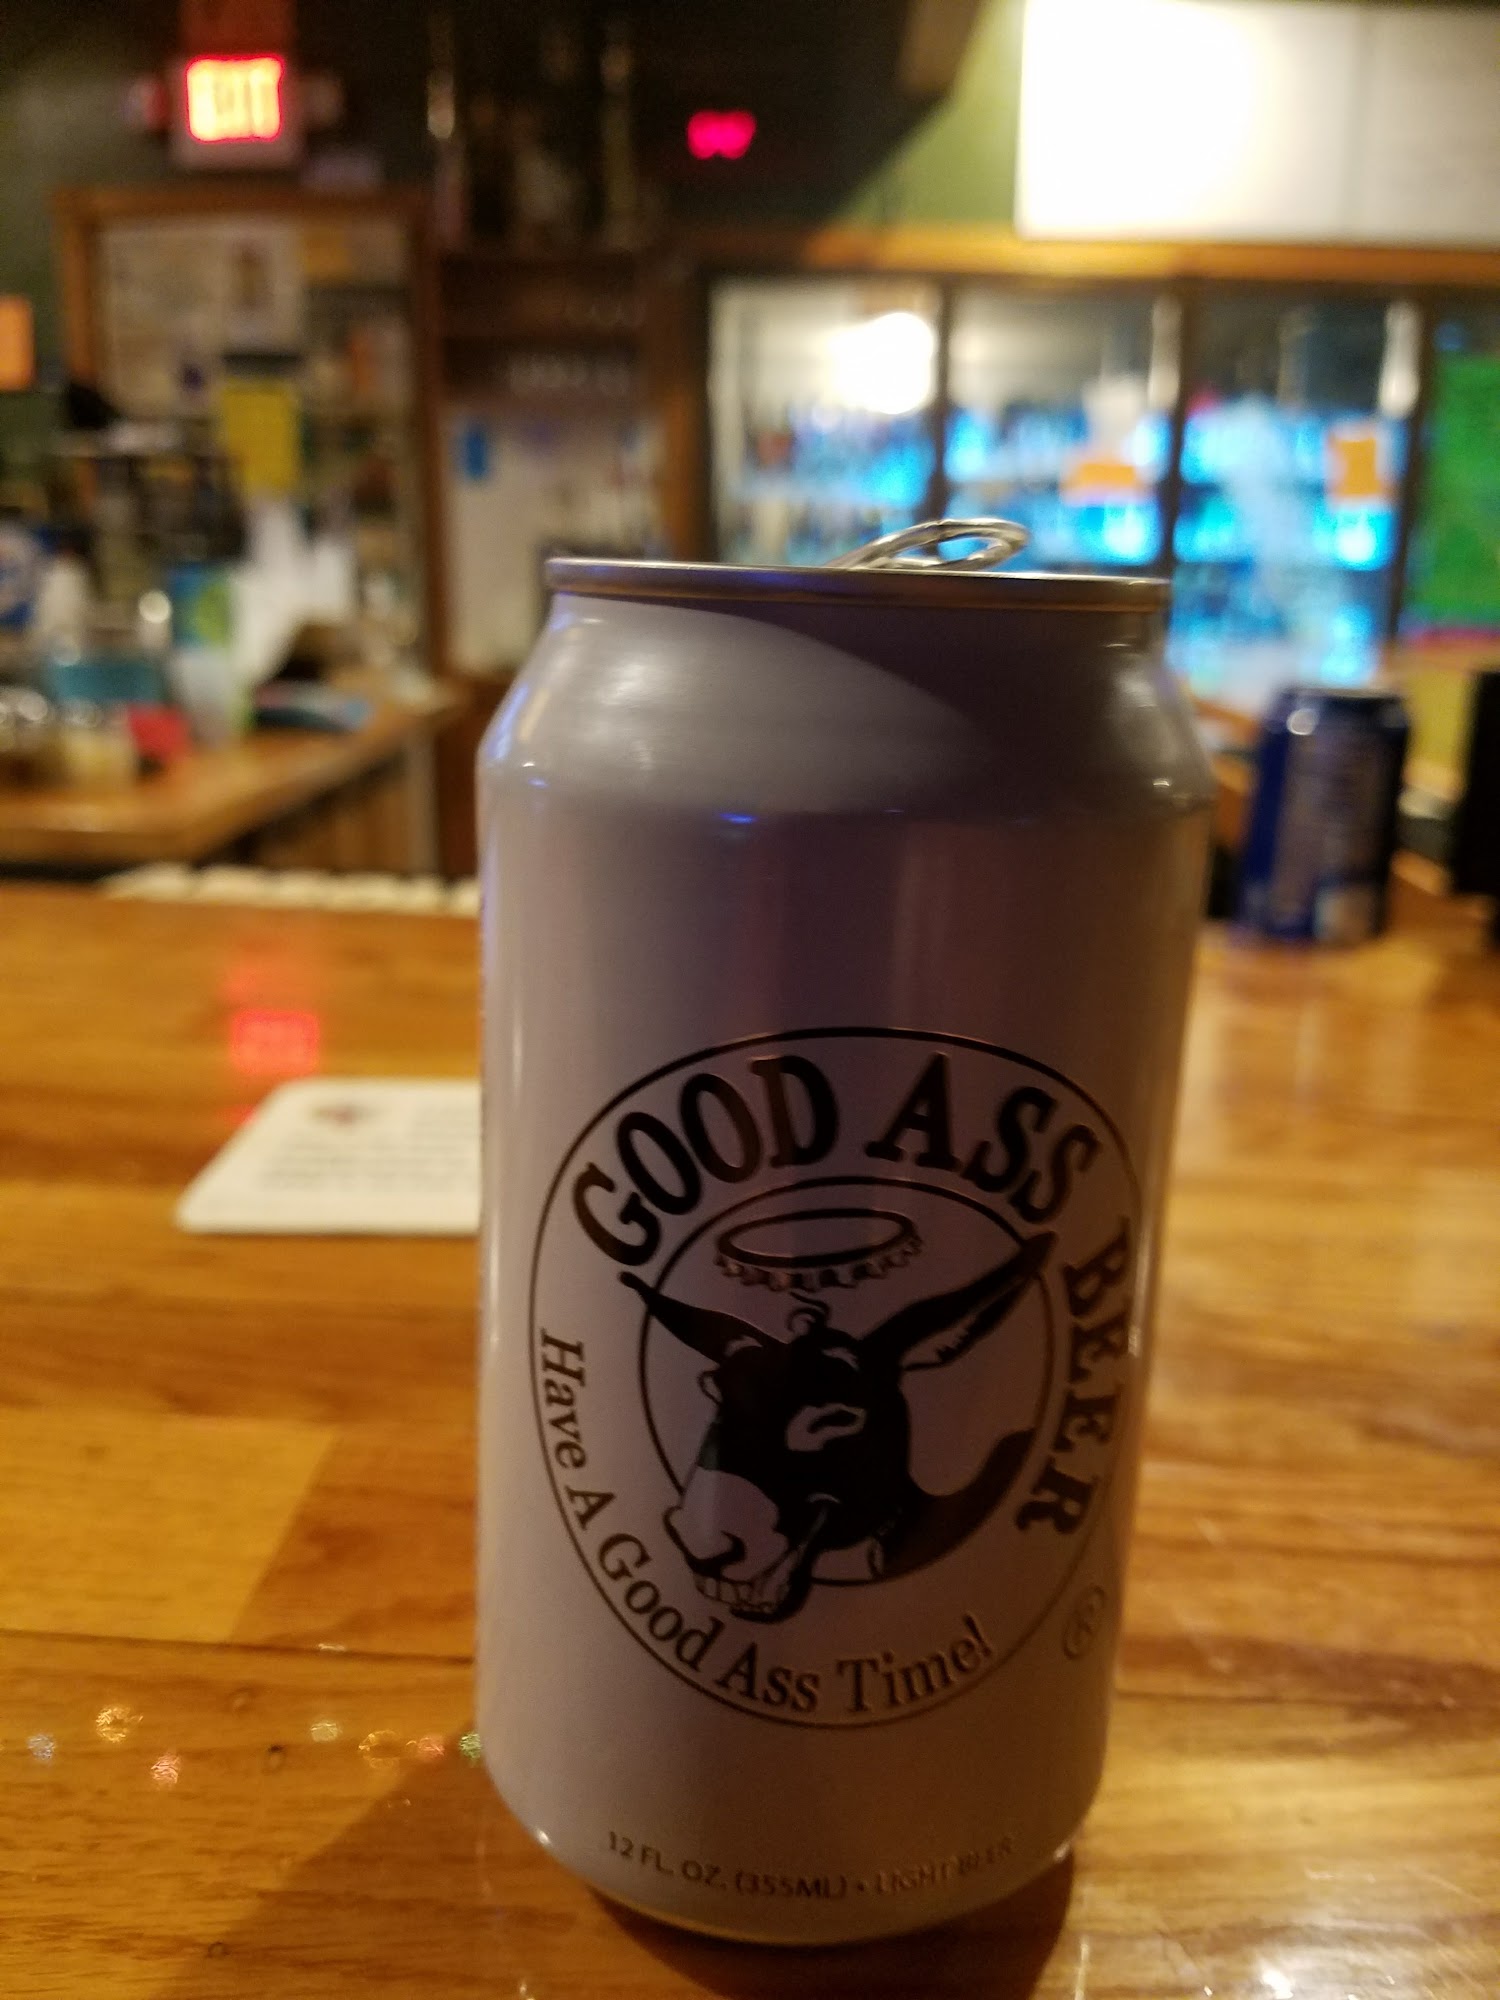 EXIT
GOOD ASS BEER
Have A Good Ass Time!
®
12 FL. OZ. (355ML) • LIGHT BEER